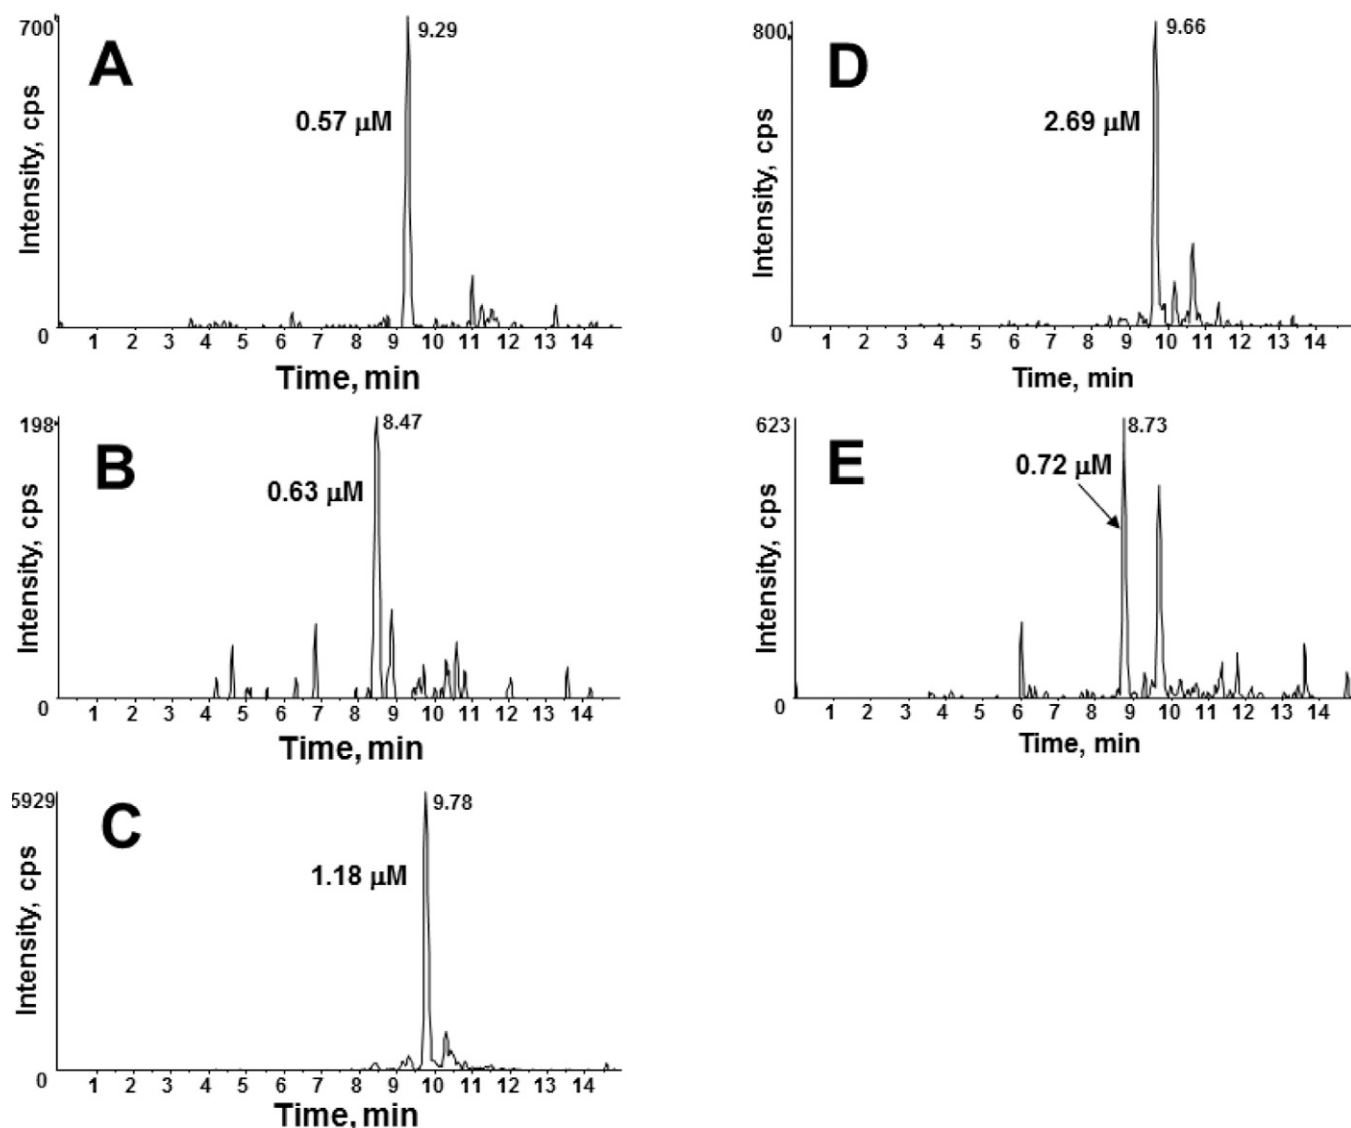 700
9.29
A
0.57 μM
Intensity, cps
0
1 2 3 4 5 6 7 8 9 10 11 12 13 14
Time, min
198
8.47
B
0.63 μM
Intensity, cps
0
1 2 3 4 5 6 7 8 9 10 11 12 13 14
Time, min
5929
9.78
C
1.18 μM
Intensity, cps
0
1 2 3 4 5 6 7 8 9 10 11 12 13 14
Time, min
800
9.66
D
2.69 μM
Intensity, cps
0
1 2 3 4 5 6 7 8 9 10 11 12 13 14
Time, min
623
8.73
E
0.72 μM
Intensity, cps
0
1 2 3 4 5 6 7 8 9 10 11 12 13 14
Time, min